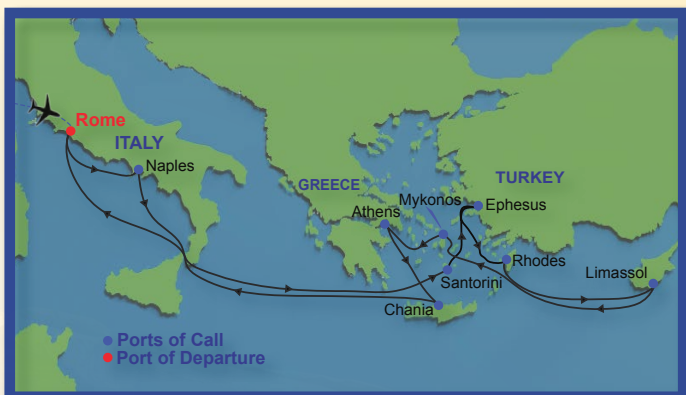 Rome
ITALY
Naples
GREECE
TURKEY
Mykonos
Athens
Ephesus
Rhodes
Limassol
Santorini
Chania
Ports of Call
Port of Departure